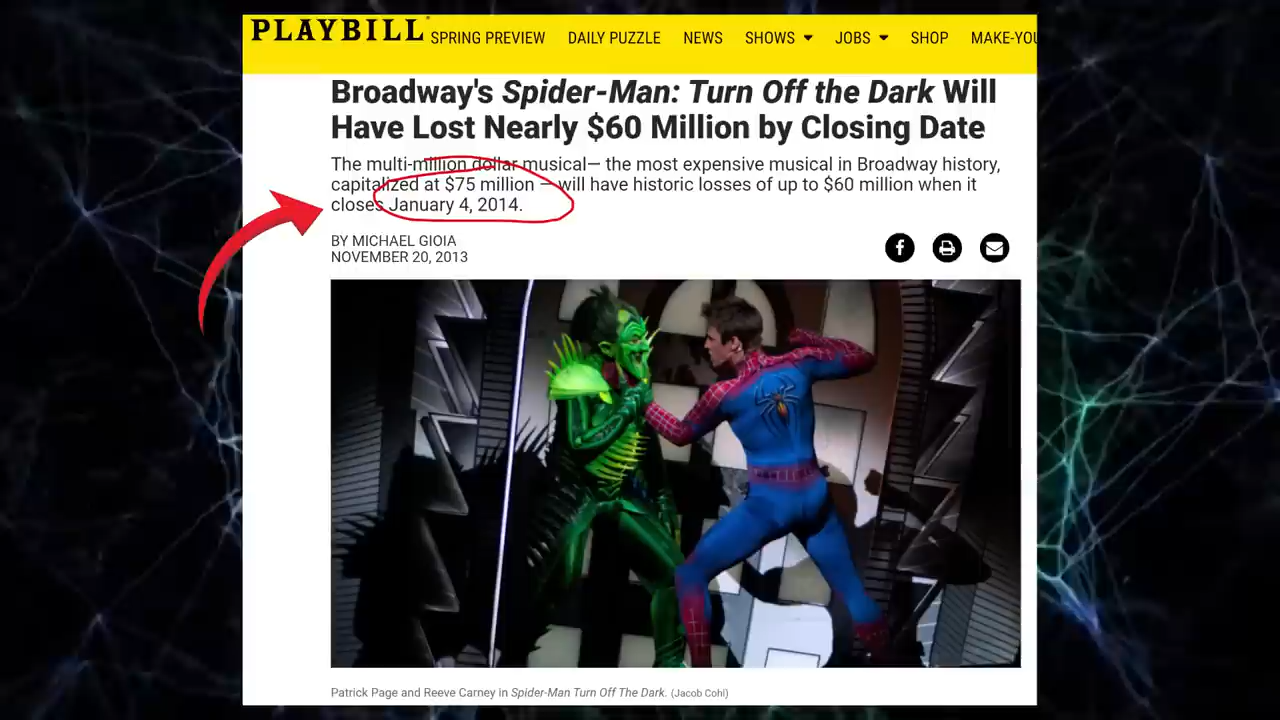 PLAYBILL
SPRING PREVIEW DAILY PUZZLE NEWS SHOWS JOBS SHOP MAKE-YOU
Broadway's Spider-Man: Turn Off the Dark Will
Have Lost Nearly $60 Million by Closing Date
The multi-million dollar musical— the most expensive musical in Broadway history,
capitalized at $75 million — will have historic losses of up to $60 million when it
closes January 4, 2014.
BY MICHAEL GIOIA
NOVEMBER 20, 2013
Patrick Page and Reeve Carney in Spider-Man Turn Off The Dark. (Jacob Cohl)